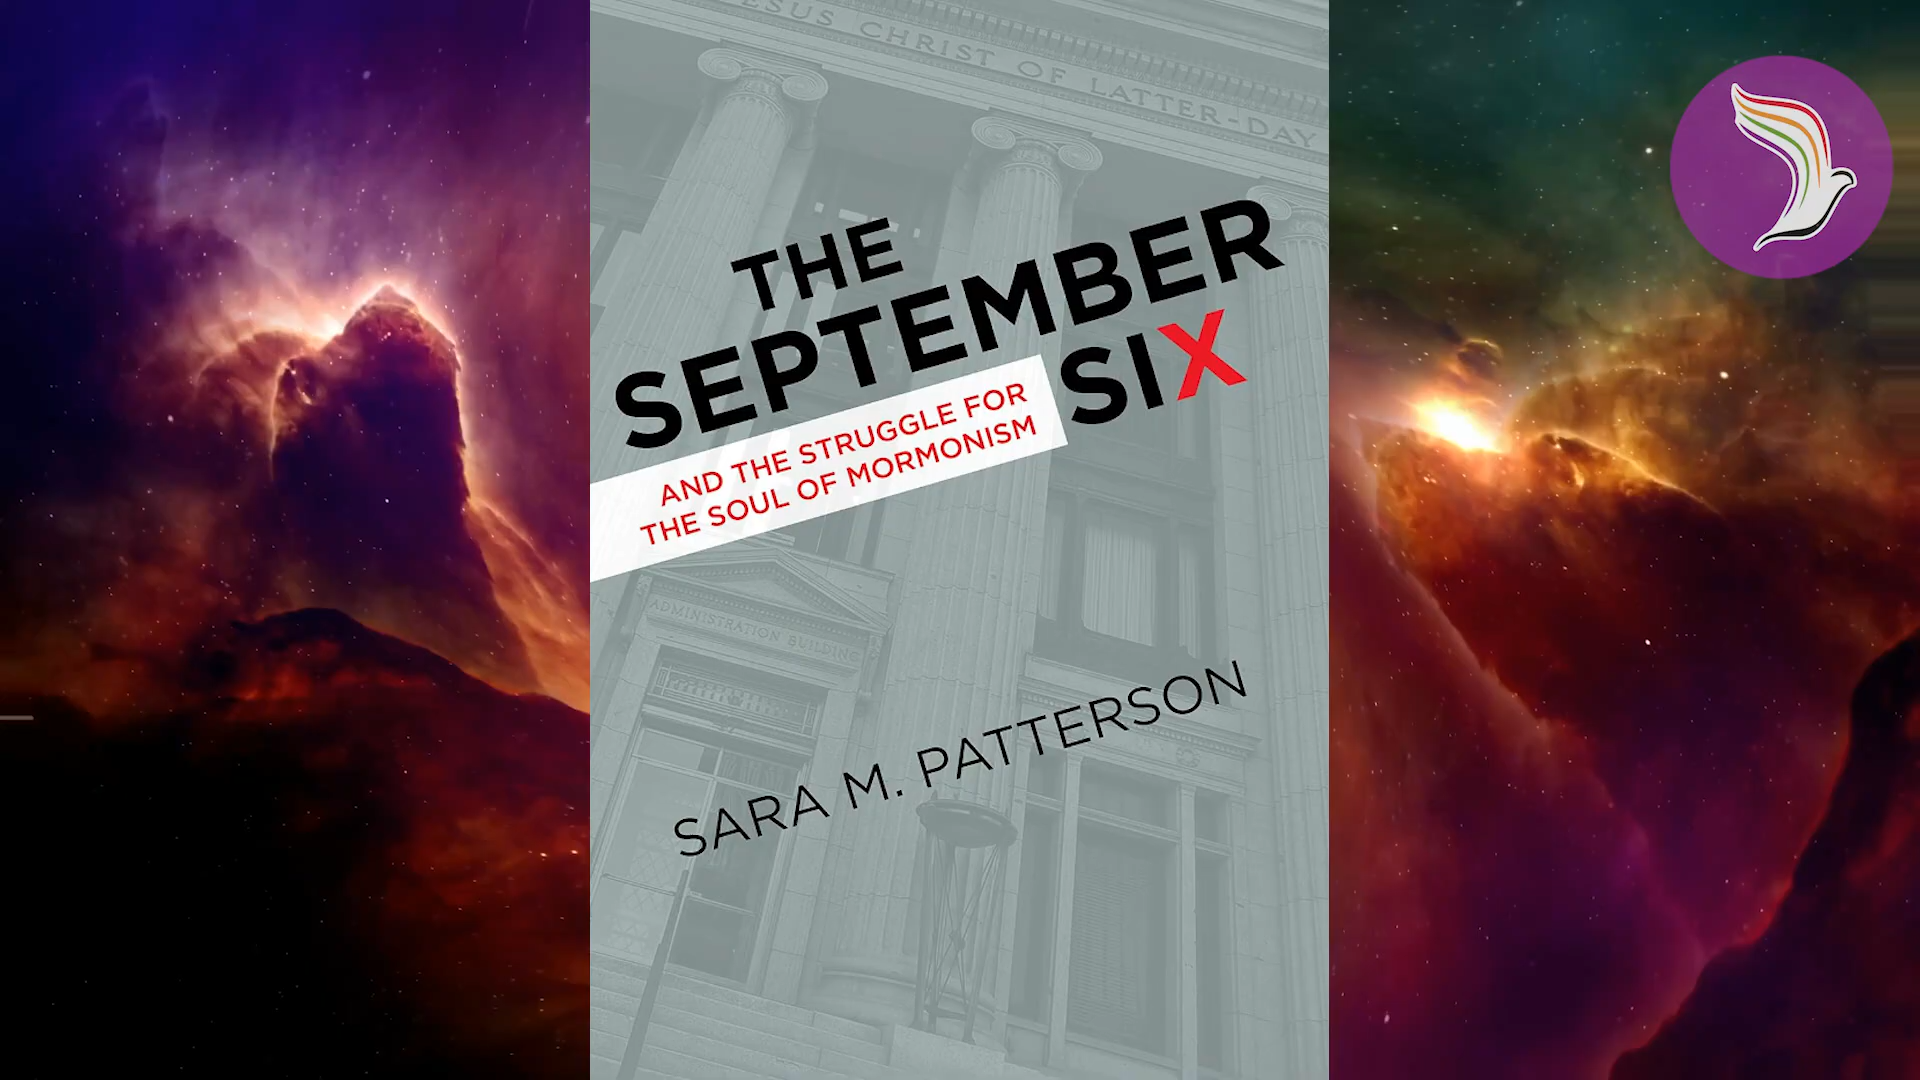 JESUS CHRIST OF LATTER-DAY
THE
SEPTEMBER
SIX
AND THE STRUGGLE FOR
THE SOUL OF MORMONISM
ADMINISTRATION BUILDING
SARA M. PATTERSON